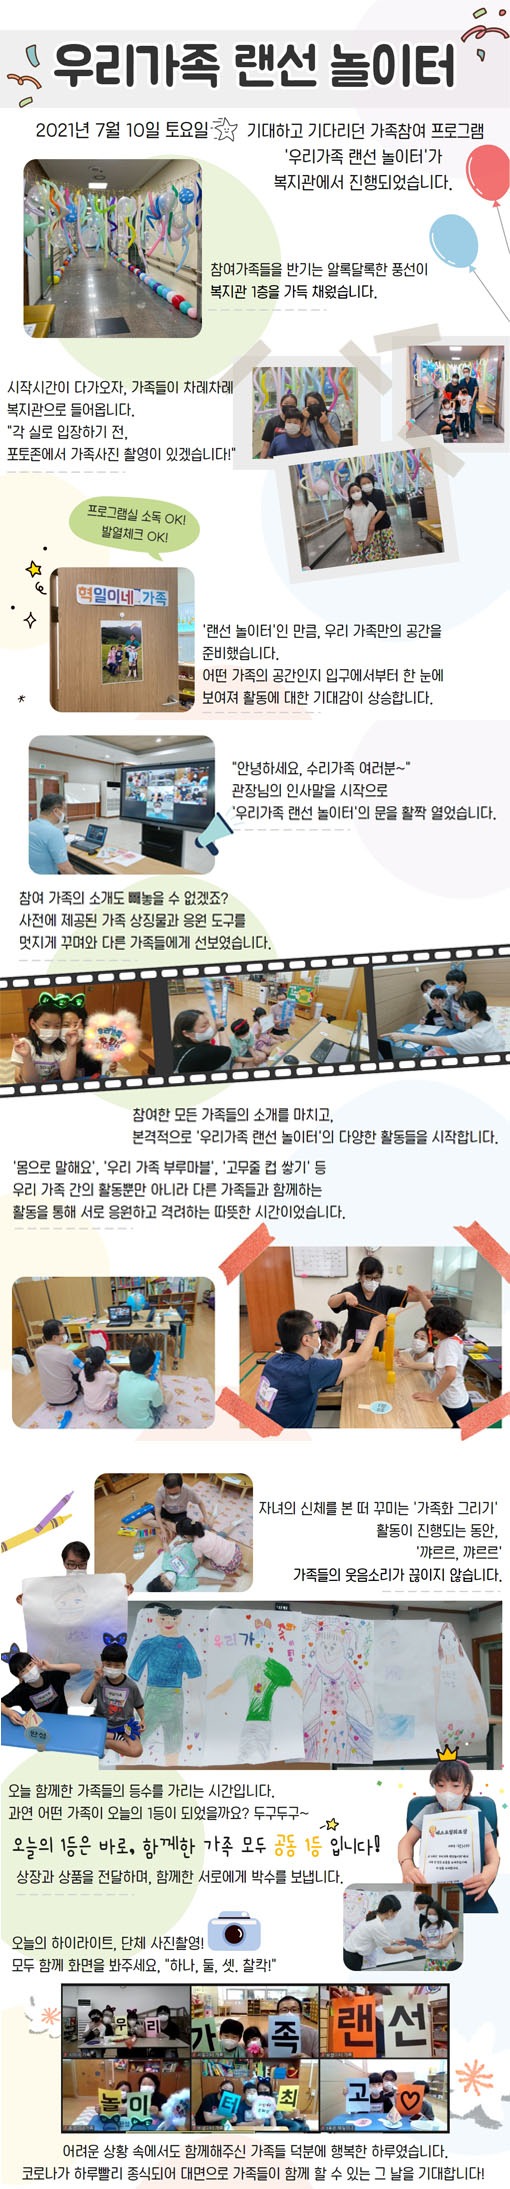 우리가족 랜선 놀이터
2021년 7월 10일 토요일 기대하고 기다리던 가족참여 프로그램
'우리가족 랜선 놀이터'가
복지관에서 진행되었습니다.
참여가족들을 반기는 알록달록한 풍선이
복지관 1층을 가득 채웠습니다.
시작시간이 다가오자, 가족들이 차례차례
복지관으로 들어옵니다.
"각 실로 입장하기 전,
포토존에서 가족사진 촬영이 있겠습니다!"
프로그램실 소독 OK!
발열체크 OK!
혁일이네 가족
'랜선 놀이터'인 만큼, 우리 가족만의 공간을
준비했습니다.
어떤 가족의 공간인지 입구에서부터 한 눈에
보여져 활동에 대한 기대감이 상승합니다.
"안녕하세요, 수리가족 여러분~"
관장님의 인사말을 시작으로
'우리가족 랜선 놀이터'의 문을 활짝 열었습니다.
참여 가족의 소개도 빼놓을 수 없겠죠?
사전에 제공된 가족 상징물과 응원 도구를
멋지게 꾸며와 다른 가족들에게 선보였습니다.
우리가족
참여한 모든 가족들의 소개를 마치고,
본격적으로 '우리가족 랜선 놀이터'의 다양한 활동들을 시작합니다.
'몸으로 말해요', '우리 가족 부루마블', '고무줄 컵 쌓기' 등
우리 가족 간의 활동뿐만 아니라 다른 가족들과 함께하는
활동을 통해 서로 응원하고 격려하는 따뜻한 시간이었습니다.
자녀의 신체를 본 떠 꾸미는 '가족화 그리기'
활동이 진행되는 동안,
'꺄르르, 꺄르르'
가족들의 웃음소리가 끊이지 않습니다.
우리가
완성
오늘 함께한 가족들의 등수를 가리는 시간입니다.
과연 어떤 가족이 오늘의 1등이 되었을까요? 두구두구~
오늘의 1등은 바로, 함께한 가족 모두 공동 1등 입니다!
상장과 상품을 전달하며, 함께한 서로에게 박수를 보냅니다.
오늘의 하이라이트, 단체 사진촬영!
모두 함께 화면을 봐주세요, "하나, 둘, 셋, 찰칵!"
우리 가족 랜선
놀이 터 최 고
어려운 상황 속에서도 함께해주신 가족들 덕분에 행복한 하루였습니다.
코로나가 하루빨리 종식되어 대면으로 가족들이 함께 할 수 있는 그 날을 기대합니다!